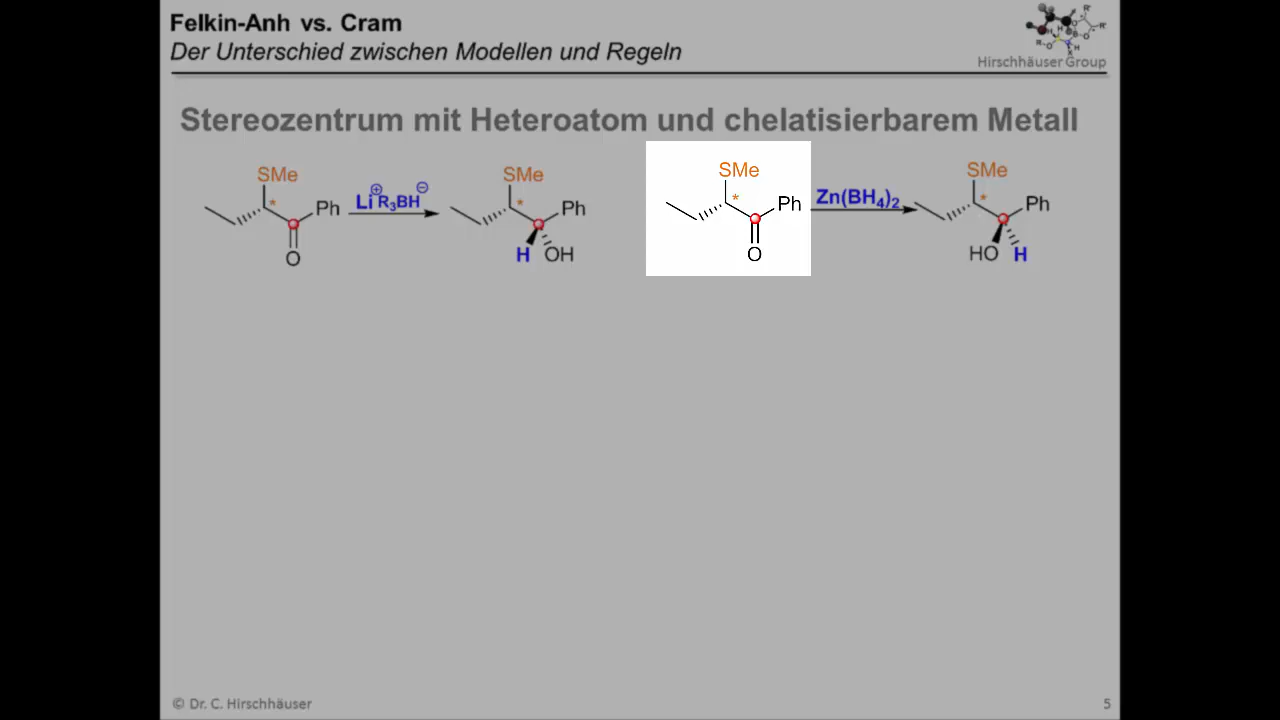 Felkin-Anh vs. Cram
Der Unterschied zwischen Modellen und Regeln
Hirschhäuser Group
Stereozentrum mit Heteroatom und chelatisierbarem Metall
SMe
*
Ph
O
Li⊕R₃BH⊖
SMe
*
Ph
H OH
SMe
*
Ph
O
Zn(BH₄)₂
SMe
*
Ph
HO H
© Dr. C. Hirschhäuser
5